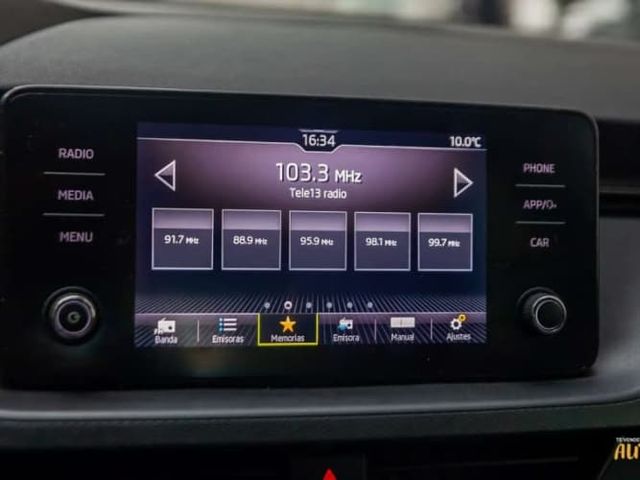 RADIO
MEDIA
MENU
16:34
10.0°C
103.3 MHz
Tele13 radio
91.7 MHz
88.9 MHz
95.9 MHz
98.1 MHz
99.7 MHz
Banda
Emisoras
Memorias
Emisora
Manual
Ajustes
PHONE
CAR